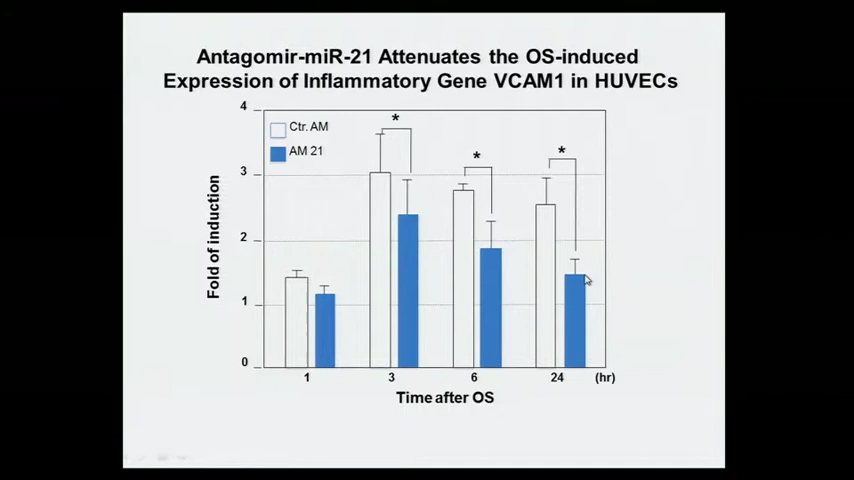 Antagomir-miR-21 Attenuates the OS-induced
Expression of Inflammatory Gene VCAM1 in HUVECs
4
3
2
1
0
Fold of induction
Ctr. AM
AM 21
*
*
*
1 3 6 24 (hr)
Time after OS